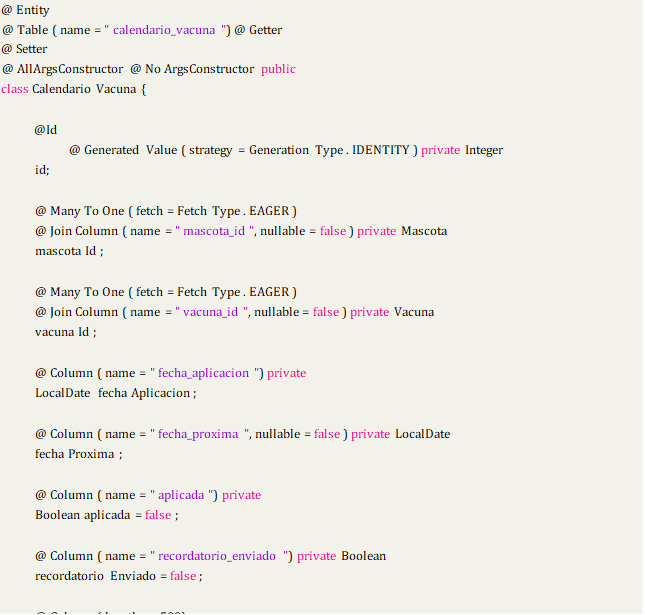 @ Entity
@ Table ( name = " calendario_vacuna ") @ Getter
@ Setter
@ AllArgsConstructor @ No ArgsConstructor public
class Calendario Vacuna {
@Id
@ Generated Value ( strategy = Generation Type . IDENTITY ) private Integer
id;
@ Many To One ( fetch = Fetch Type . EAGER )
@ Join Column ( name = " mascota_id ", nullable = false ) private Mascota
mascota Id ;
@ Many To One ( fetch = Fetch Type . EAGER )
@ Join Column ( name = " vacuna_id ", nullable = false ) private Vacuna
vacuna Id ;
@ Column ( name = " fecha_aplicacion ") private
LocalDate fecha Aplicacion ;
@ Column ( name = " fecha_proxima ", nullable = false ) private LocalDate
fecha Proxima ;
@ Column ( name = " aplicada ") private
Boolean aplicada = false ;
@ Column ( name = " recordatorio_enviado ") private Boolean
recordatorio Enviado = false ;